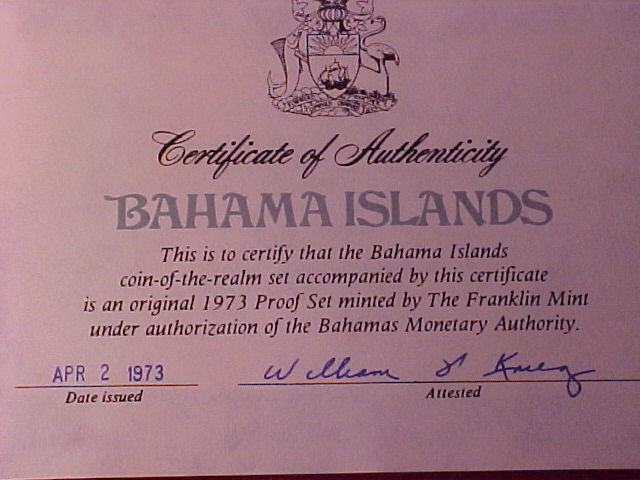 Certificate of Authenticity
BAHAMA ISLANDS
This is to certify that the Bahama Islands
coin-of-the-realm set accompanied by this certificate
is an original 1973 Proof Set minted by The Franklin Mint
under authorization of the Bahamas Monetary Authority.
APR 2 1973
William
Date issued
Attested